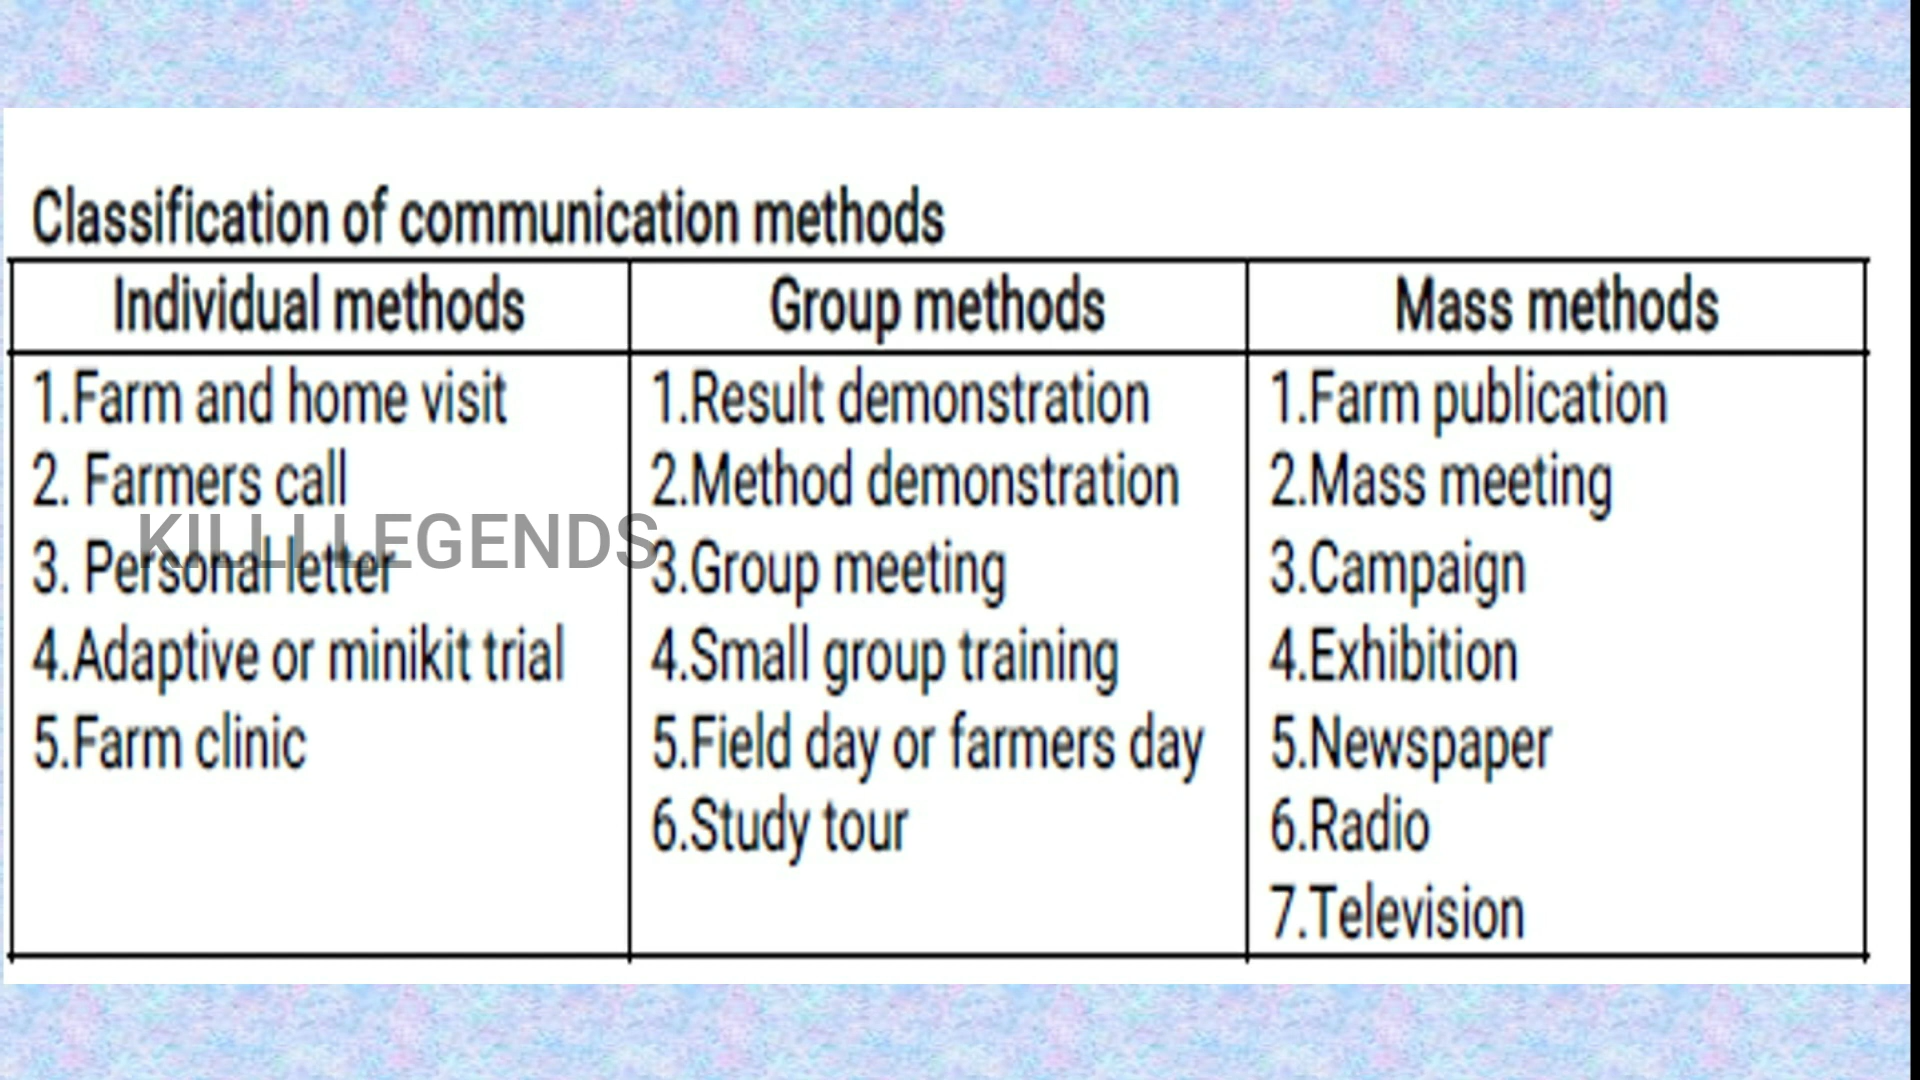 Classification of communication methods
Individual methods
Group methods
Mass methods
1.Farm and home visit
2. Farmers call
3. Personal letter
4.Adaptive or minikit trial
5.Farm clinic
1.Result demonstration
2.Method demonstration
3.Group meeting
4.Small group training
5.Field day or farmers day
6.Study tour
1.Farm publication
2.Mass meeting
3.Campaign
4.Exhibition
5.Newspaper
6.Radio
7.Television
KILLI LEGENDS